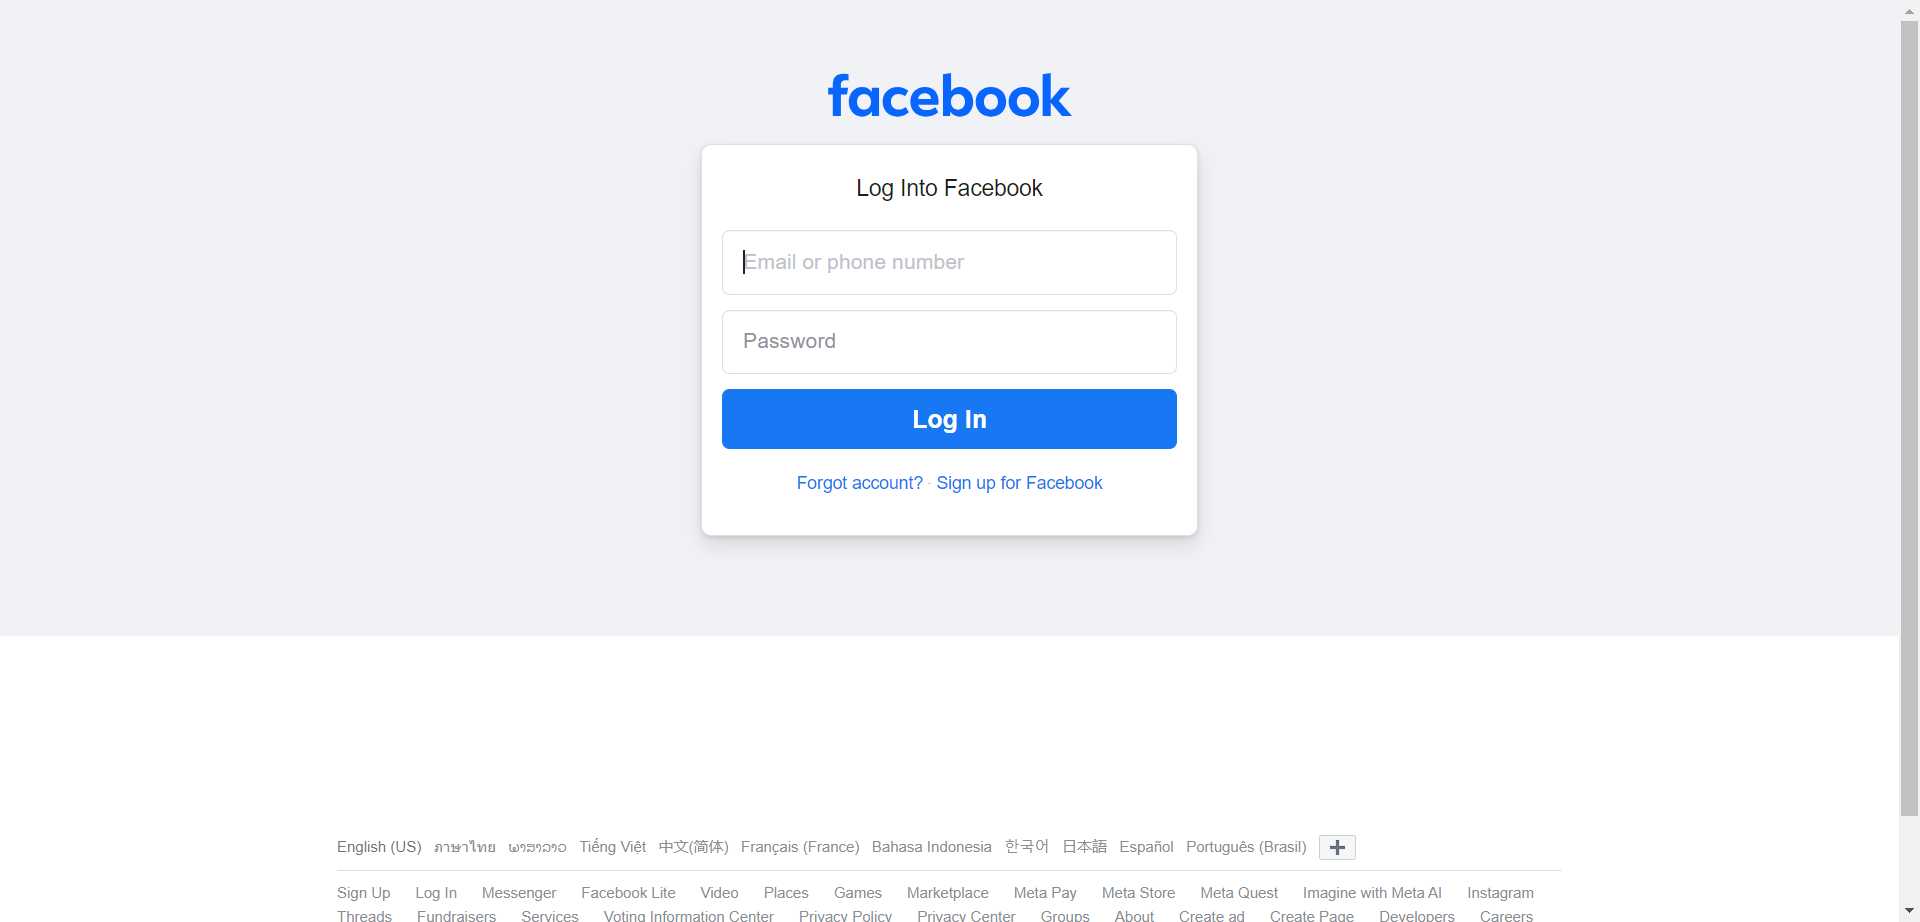 facebook
Log Into Facebook
Email or phone number
Password
Log In
Forgot account? · Sign up for Facebook
English (US) ภาษาไทย ພາສາລາວ Tiếng Việt 中文(简体) Français (France) Bahasa Indonesia 한국어 日本語 Español Português (Brasil)
Sign Up Log In Messenger Facebook Lite Video Places Games Marketplace Meta Pay Meta Store Meta Quest Imagine with Meta AI Instagram
Threads Fundraisers Services Voting Information Center Privacy Policy Privacy Center Groups About Create ad Create Page Developers Careers